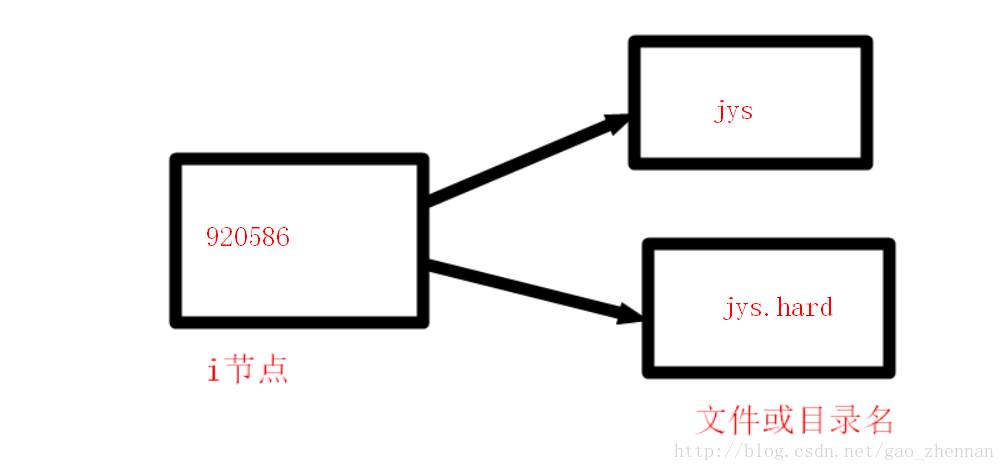 jys
920586
jys.hard
i节点
文件或目录名
http://blog.csdn.net/gao_zhennan